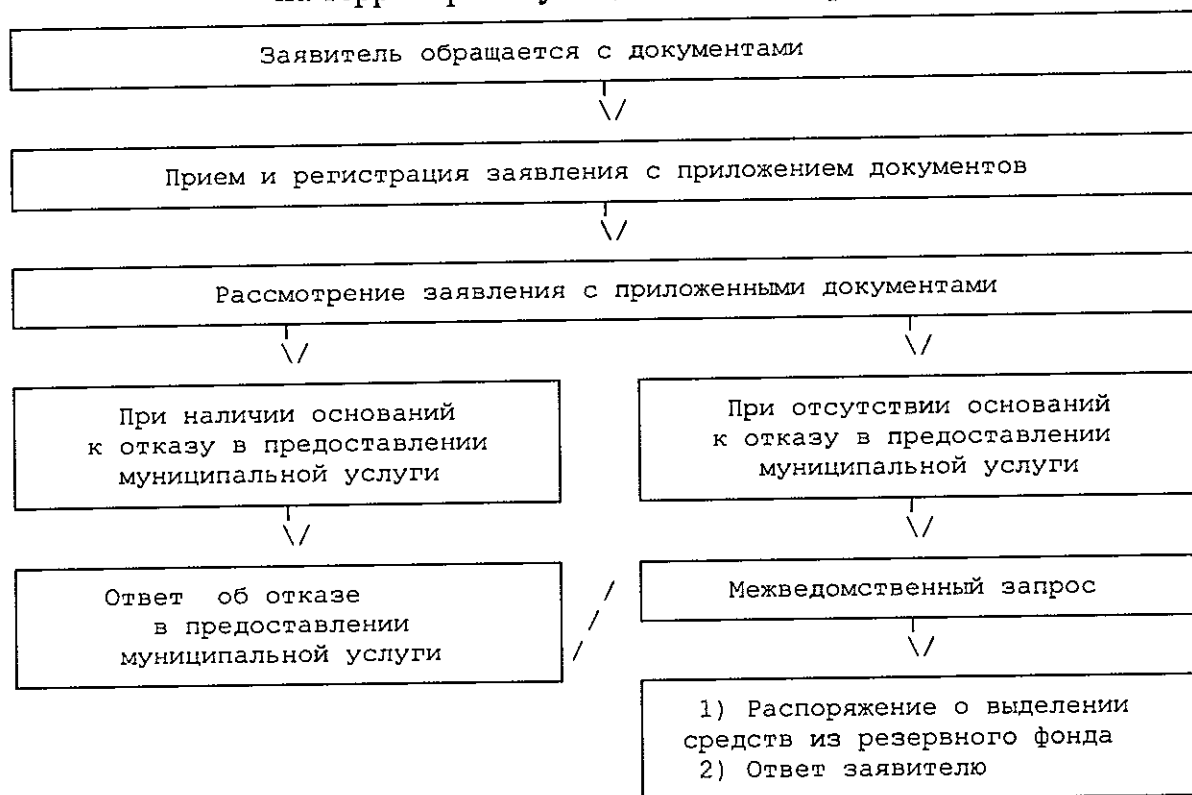 Заявитель обращается с документами
\/
Прием и регистрация заявления с приложением документов
\/
Рассмотрение заявления с приложенными документами
\/
\/
При наличии оснований
к отказу в предоставлении
муниципальной услуги
При отсутствии оснований
к отказу в предоставлении
муниципальной услуги
\/
\/
Ответ об отказе
в предоставлении
муниципальной услуги
Межведомственный запрос
\/
1) Распоряжение о выделении
средств из резервного фонда
2) Ответ заявителю